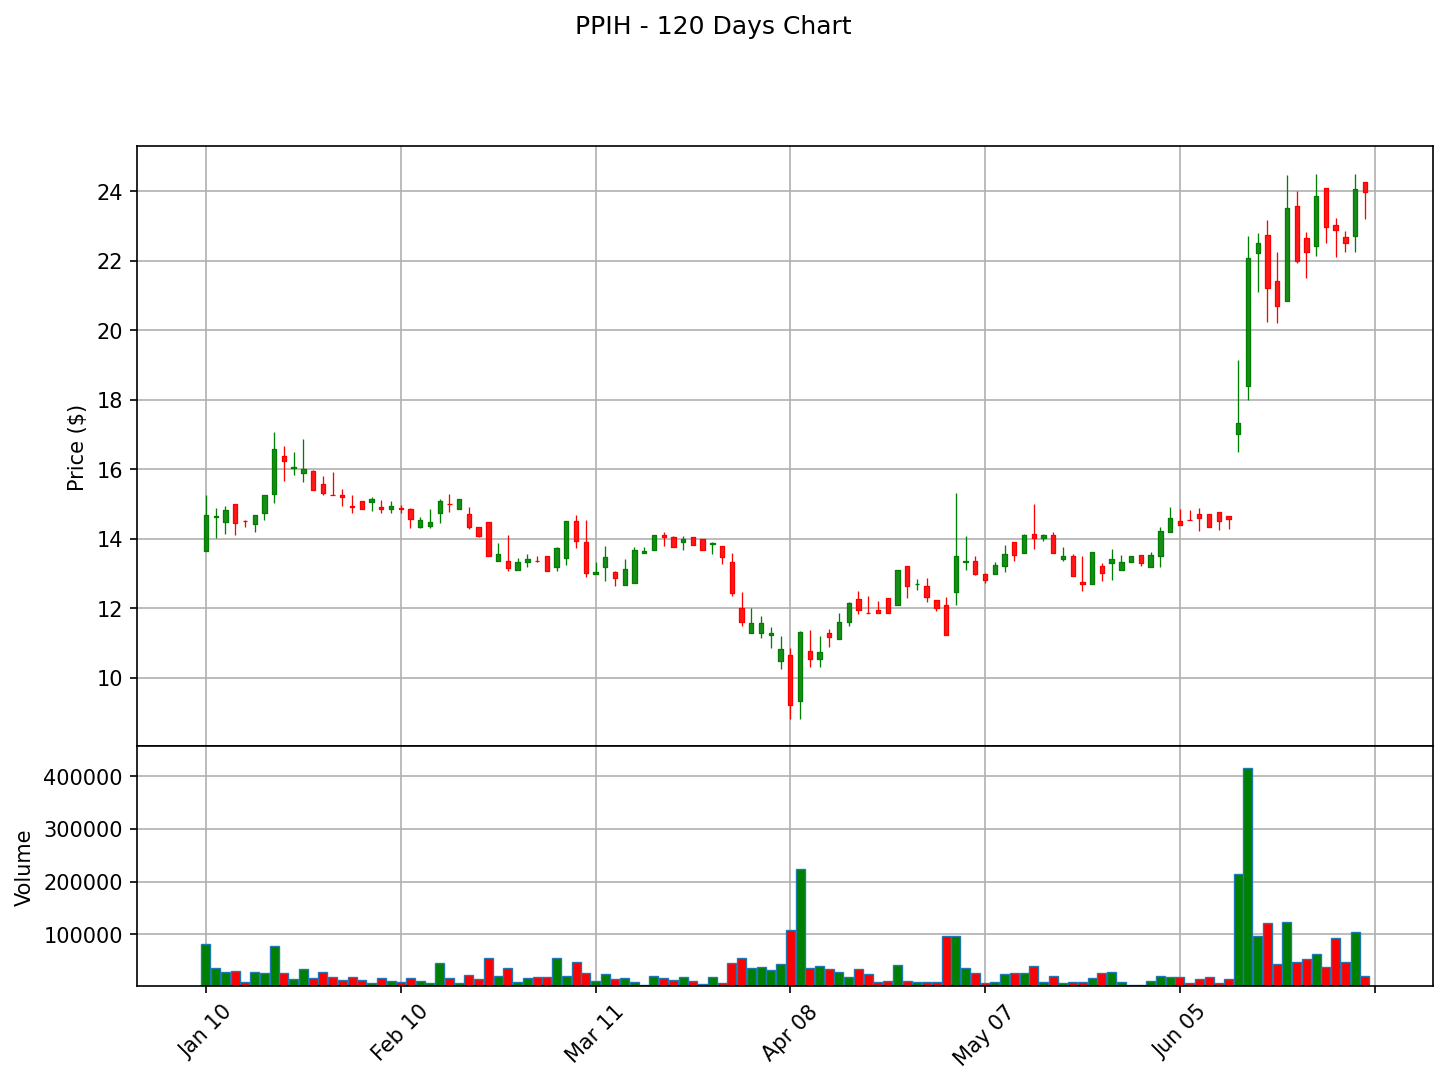 PPIH - 120 Days Chart
24
22
20
18
16
14
12
10
Price ($)
400000
300000
200000
100000
Volume
Jan 10
Feb 10
Mar 11
Apr 08
May 07
Jun 05